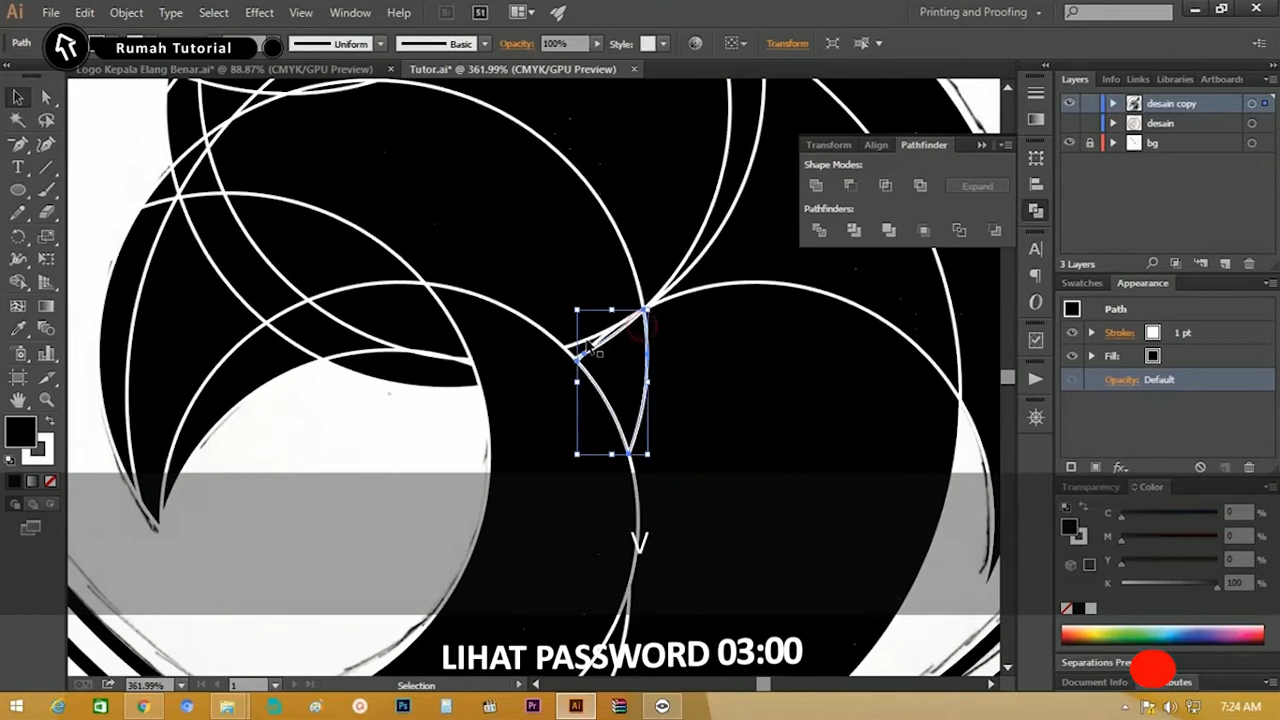 Ai File Edit Object Type Select Effect View Window Help Br St Printing and Proofing
Path Rumah Tutorial Uniform Basic Opacity: 100% Style: Transform
Logo Kepala Elang Benar.ai* @ 88.87% (CMYK/GPU Preview) × Tutor.ai* @ 361.99% (CMYK/GPU Preview) ×
Layers Info Links Libraries Artboard
desain copy
desain
bg
Transform Align Pathfinder
Shape Modes:
Expand
Pathfinders:
3 Layers
Swatches Appearance
Path
Stroke: 1 pt
Fill:
Opacity: Default
Transparency Color
C 0 %
M 0 %
Y 0 %
K 100 %
V
LIHAT PASSWORD 03:00
Separations Pre
Document Info
361.99% 1 Selection
7:24 AM